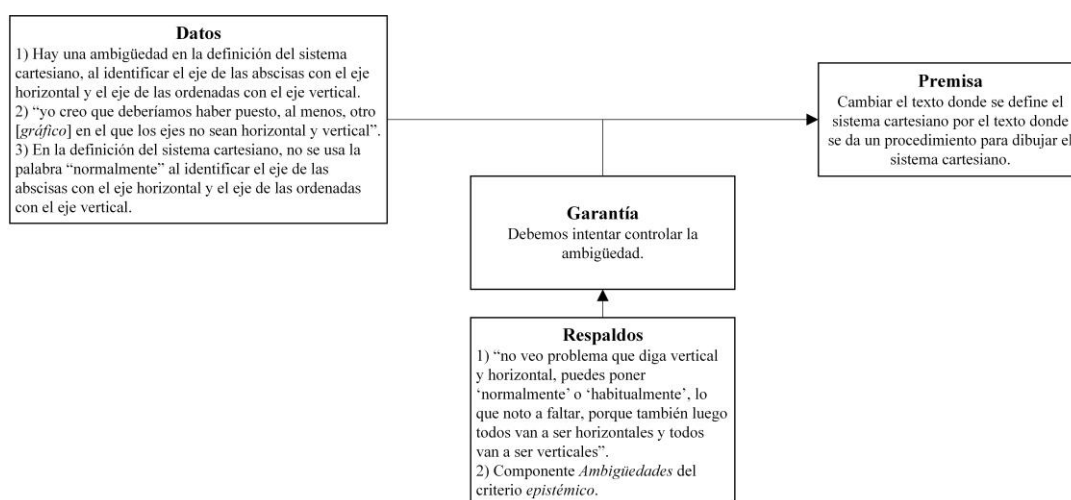 Datos
1) Hay una ambigüedad en la definición del sistema
cartesiano, al identificar el eje de las abscisas con el eje
horizontal y el eje de las ordenadas con el eje vertical.
2) “yo creo que deberíamos haber puesto, al menos, otro
[gráfico] en el que los ejes no sean horizontal y vertical”.
3) En la definición del sistema cartesiano, no se usa la
palabra “normalmente” al identificar el eje de las
abscisas con el eje horizontal y el eje de las ordenadas
con el eje vertical.
Premisa
Cambiar el texto donde se define el
sistema cartesiano por el texto donde
se da un procedimiento para dibujar el
sistema cartesiano.
Garantía
Debemos intentar controlar la
ambigüedad.
Respaldos
1) “no veo problema que diga vertical
y horizontal, puedes poner
‘normalmente’ o ‘habitualmente’, lo
que noto a faltar, porque también luego
todos van a ser horizontales y todos
van a ser verticales”.
2) Componente Ambigüedades del
criterio epistémico.